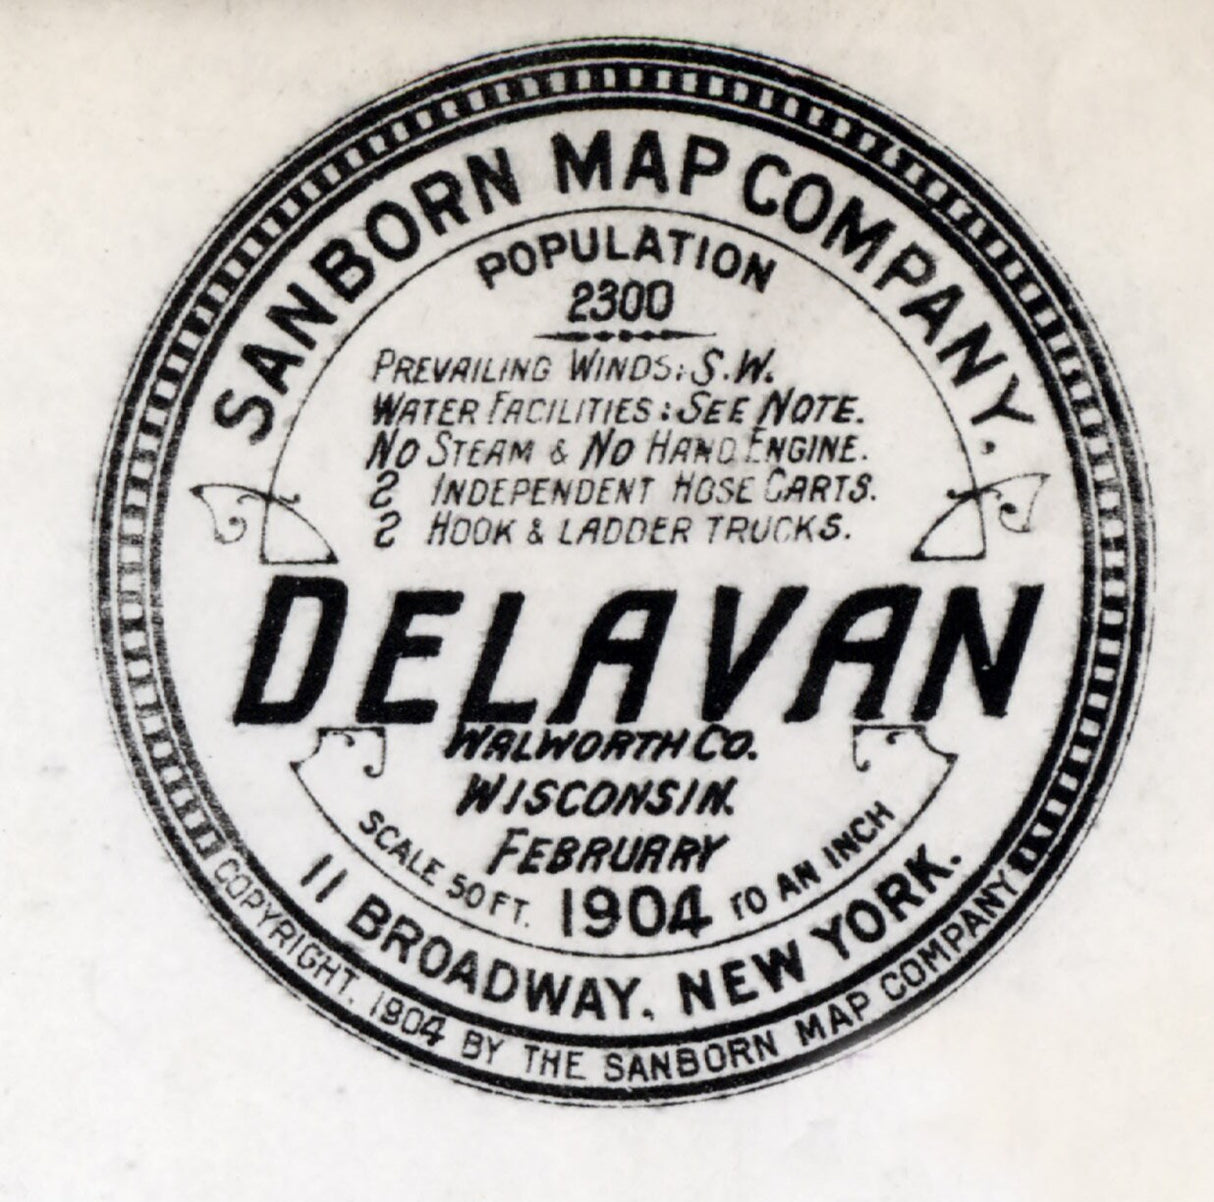 SANBORN MAP COMPANY.
POPULATION
2300
PREVAILING WINDS: S.W.
WATER FACILITIES: SEE NOTE.
NO STEAM & NO HAND ENGINE.
2 INDEPENDENT HOSE CARTS.
2 HOOK & LADDER TRUCKS.
DELAVAN
WALWORTH CO.
WISCONSIN.
FEBRUARY
1904
SCALE 50 FT. TO AN INCH
11 BROADWAY, NEW YORK.
COPYRIGHT, 1904 BY THE SANBORN MAP COMPANY